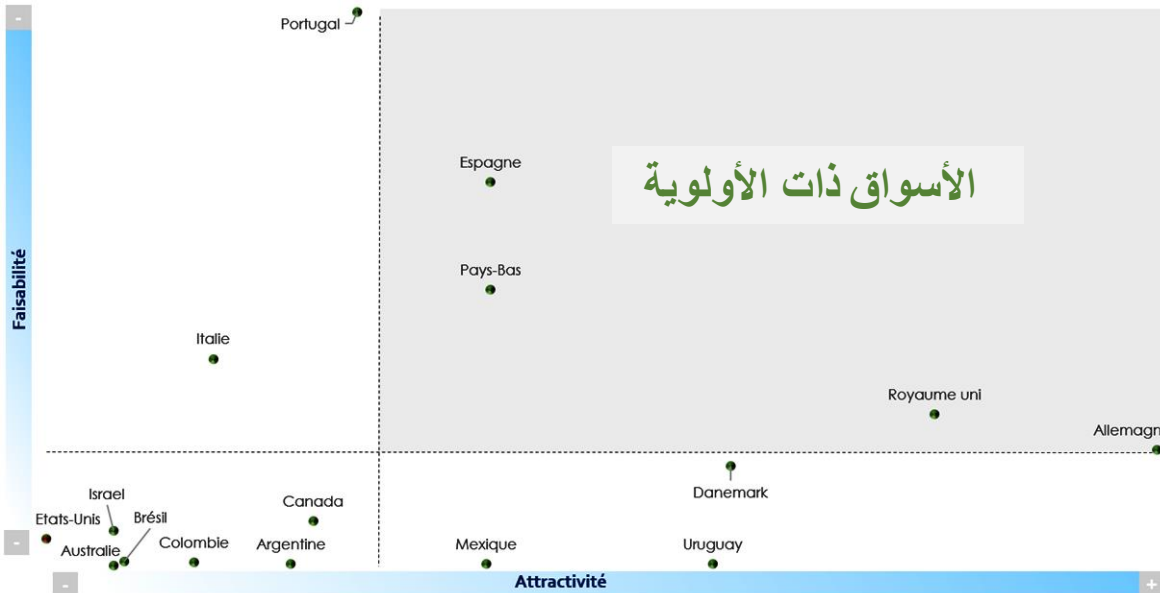 -
Portugal
Espagne
الأسواق ذات الأولوية
Pays-Bas
Faisabilité
Italie
Royaume uni
Allemagn
Danemark
Israel
Canada
Etats-Unis
Brésil
Australie
Colombie
Argentine
Mexique
Uruguay
-
-
Attractivité
+